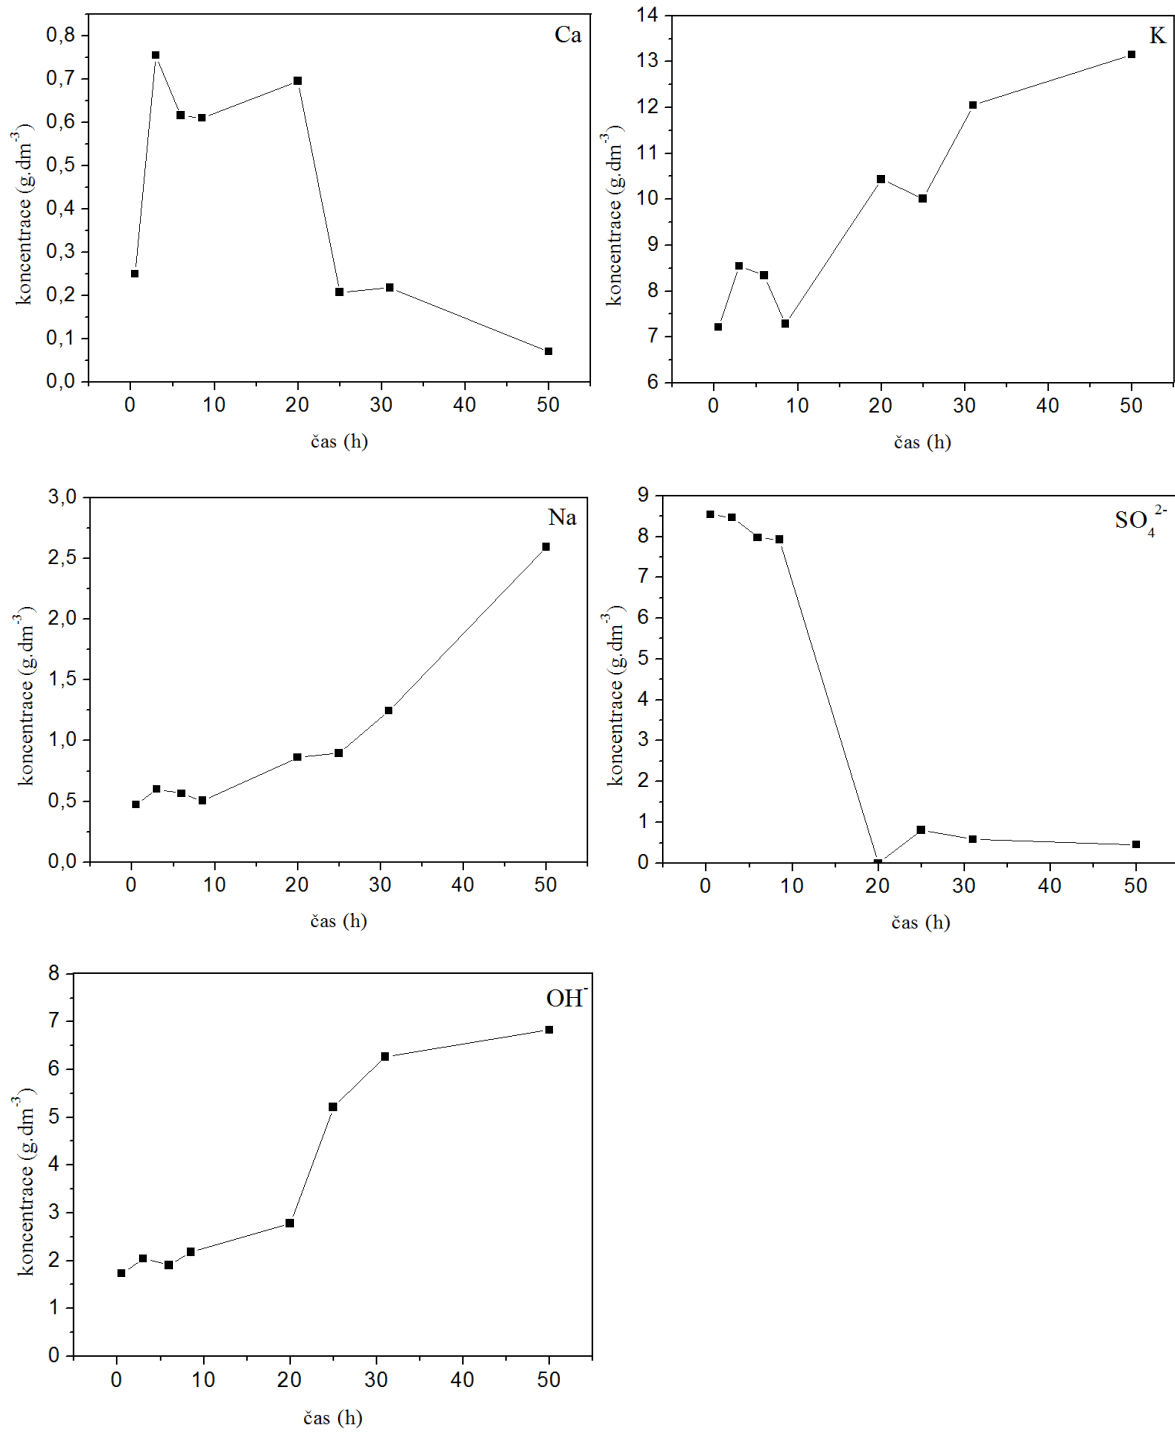 Ca
koncentrace (g.dm⁻³)
0,8
0,7
0,6
0,5
0,4
0,3
0,2
0,1
0,0
0 10 20 30 40 50
čas (h)
K
koncentrace (g.dm⁻³)
14
13
12
11
10
9
8
7
6
0 10 20 30 40 50
čas (h)
Na
koncentrace (g.dm⁻³)
3,0
2,5
2,0
1,5
1,0
0,5
0,0
0 10 20 30 40 50
čas (h)
SO₄²⁻
koncentrace (g.dm⁻³)
9
8
7
6
5
4
3
2
1
0
0 10 20 30 40 50
čas (h)
OH⁻
koncentrace (g.dm⁻³)
8
7
6
5
4
3
2
1
0
0 10 20 30 40 50
čas (h)